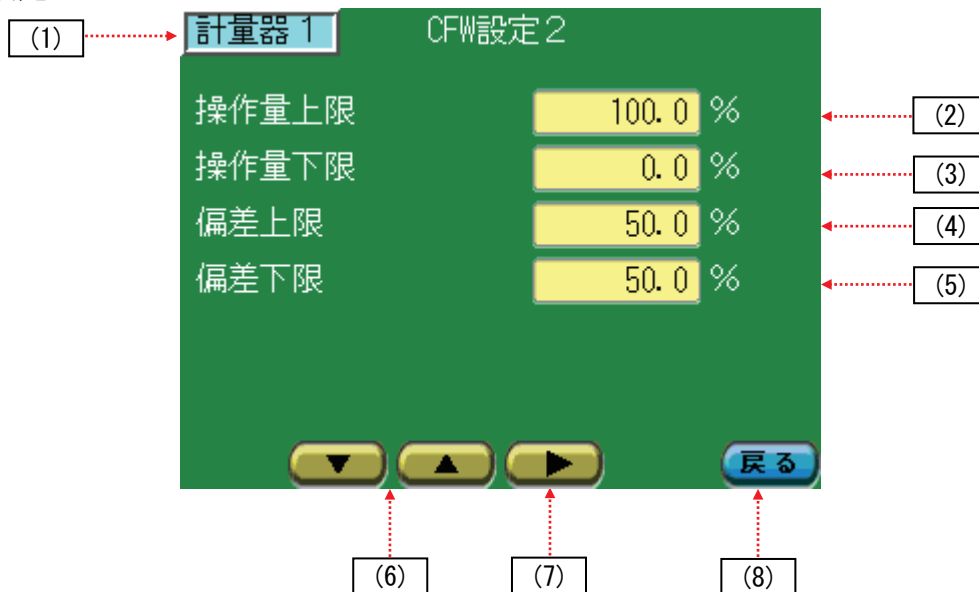 (1)
計量器1 CFW設定2
操作量上限 100.0 % (2)
操作量下限 0.0 % (3)
偏差上限 50.0 % (4)
偏差下限 50.0 % (5)
▼ ▲ ▶ 戻る
(6) (7) (8)